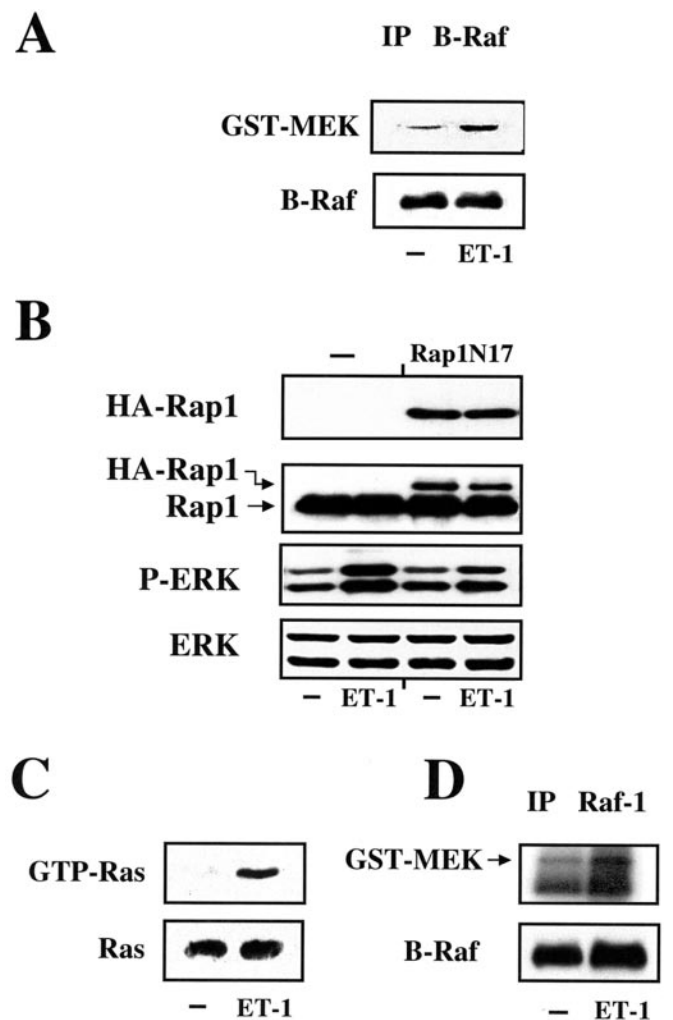 A
IP B-Raf
GST-MEK
B-Raf
– ET-1
B
– Rap1N17
HA-Rap1
HA-Rap1
Rap1
P-ERK
ERK
– ET-1 – ET-1
C
GTP-Ras
Ras
– ET-1
D
IP Raf-1
GST-MEK
B-Raf
– ET-1